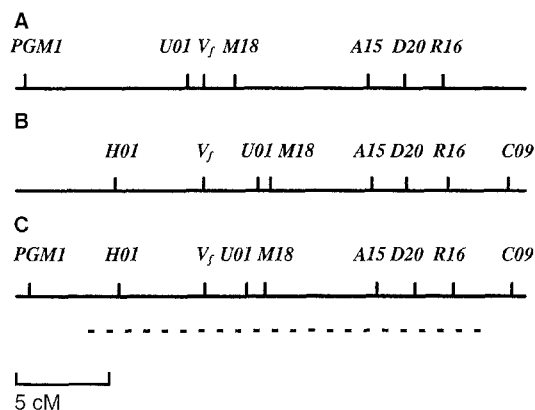 A
PGM1 U01 Vf M18 A15 D20 R16
B
H01 Vf U01 M18 A15 D20 R16 C09
C
PGM1 H01 Vf U01 M18 A15 D20 R16 C09
5 cM